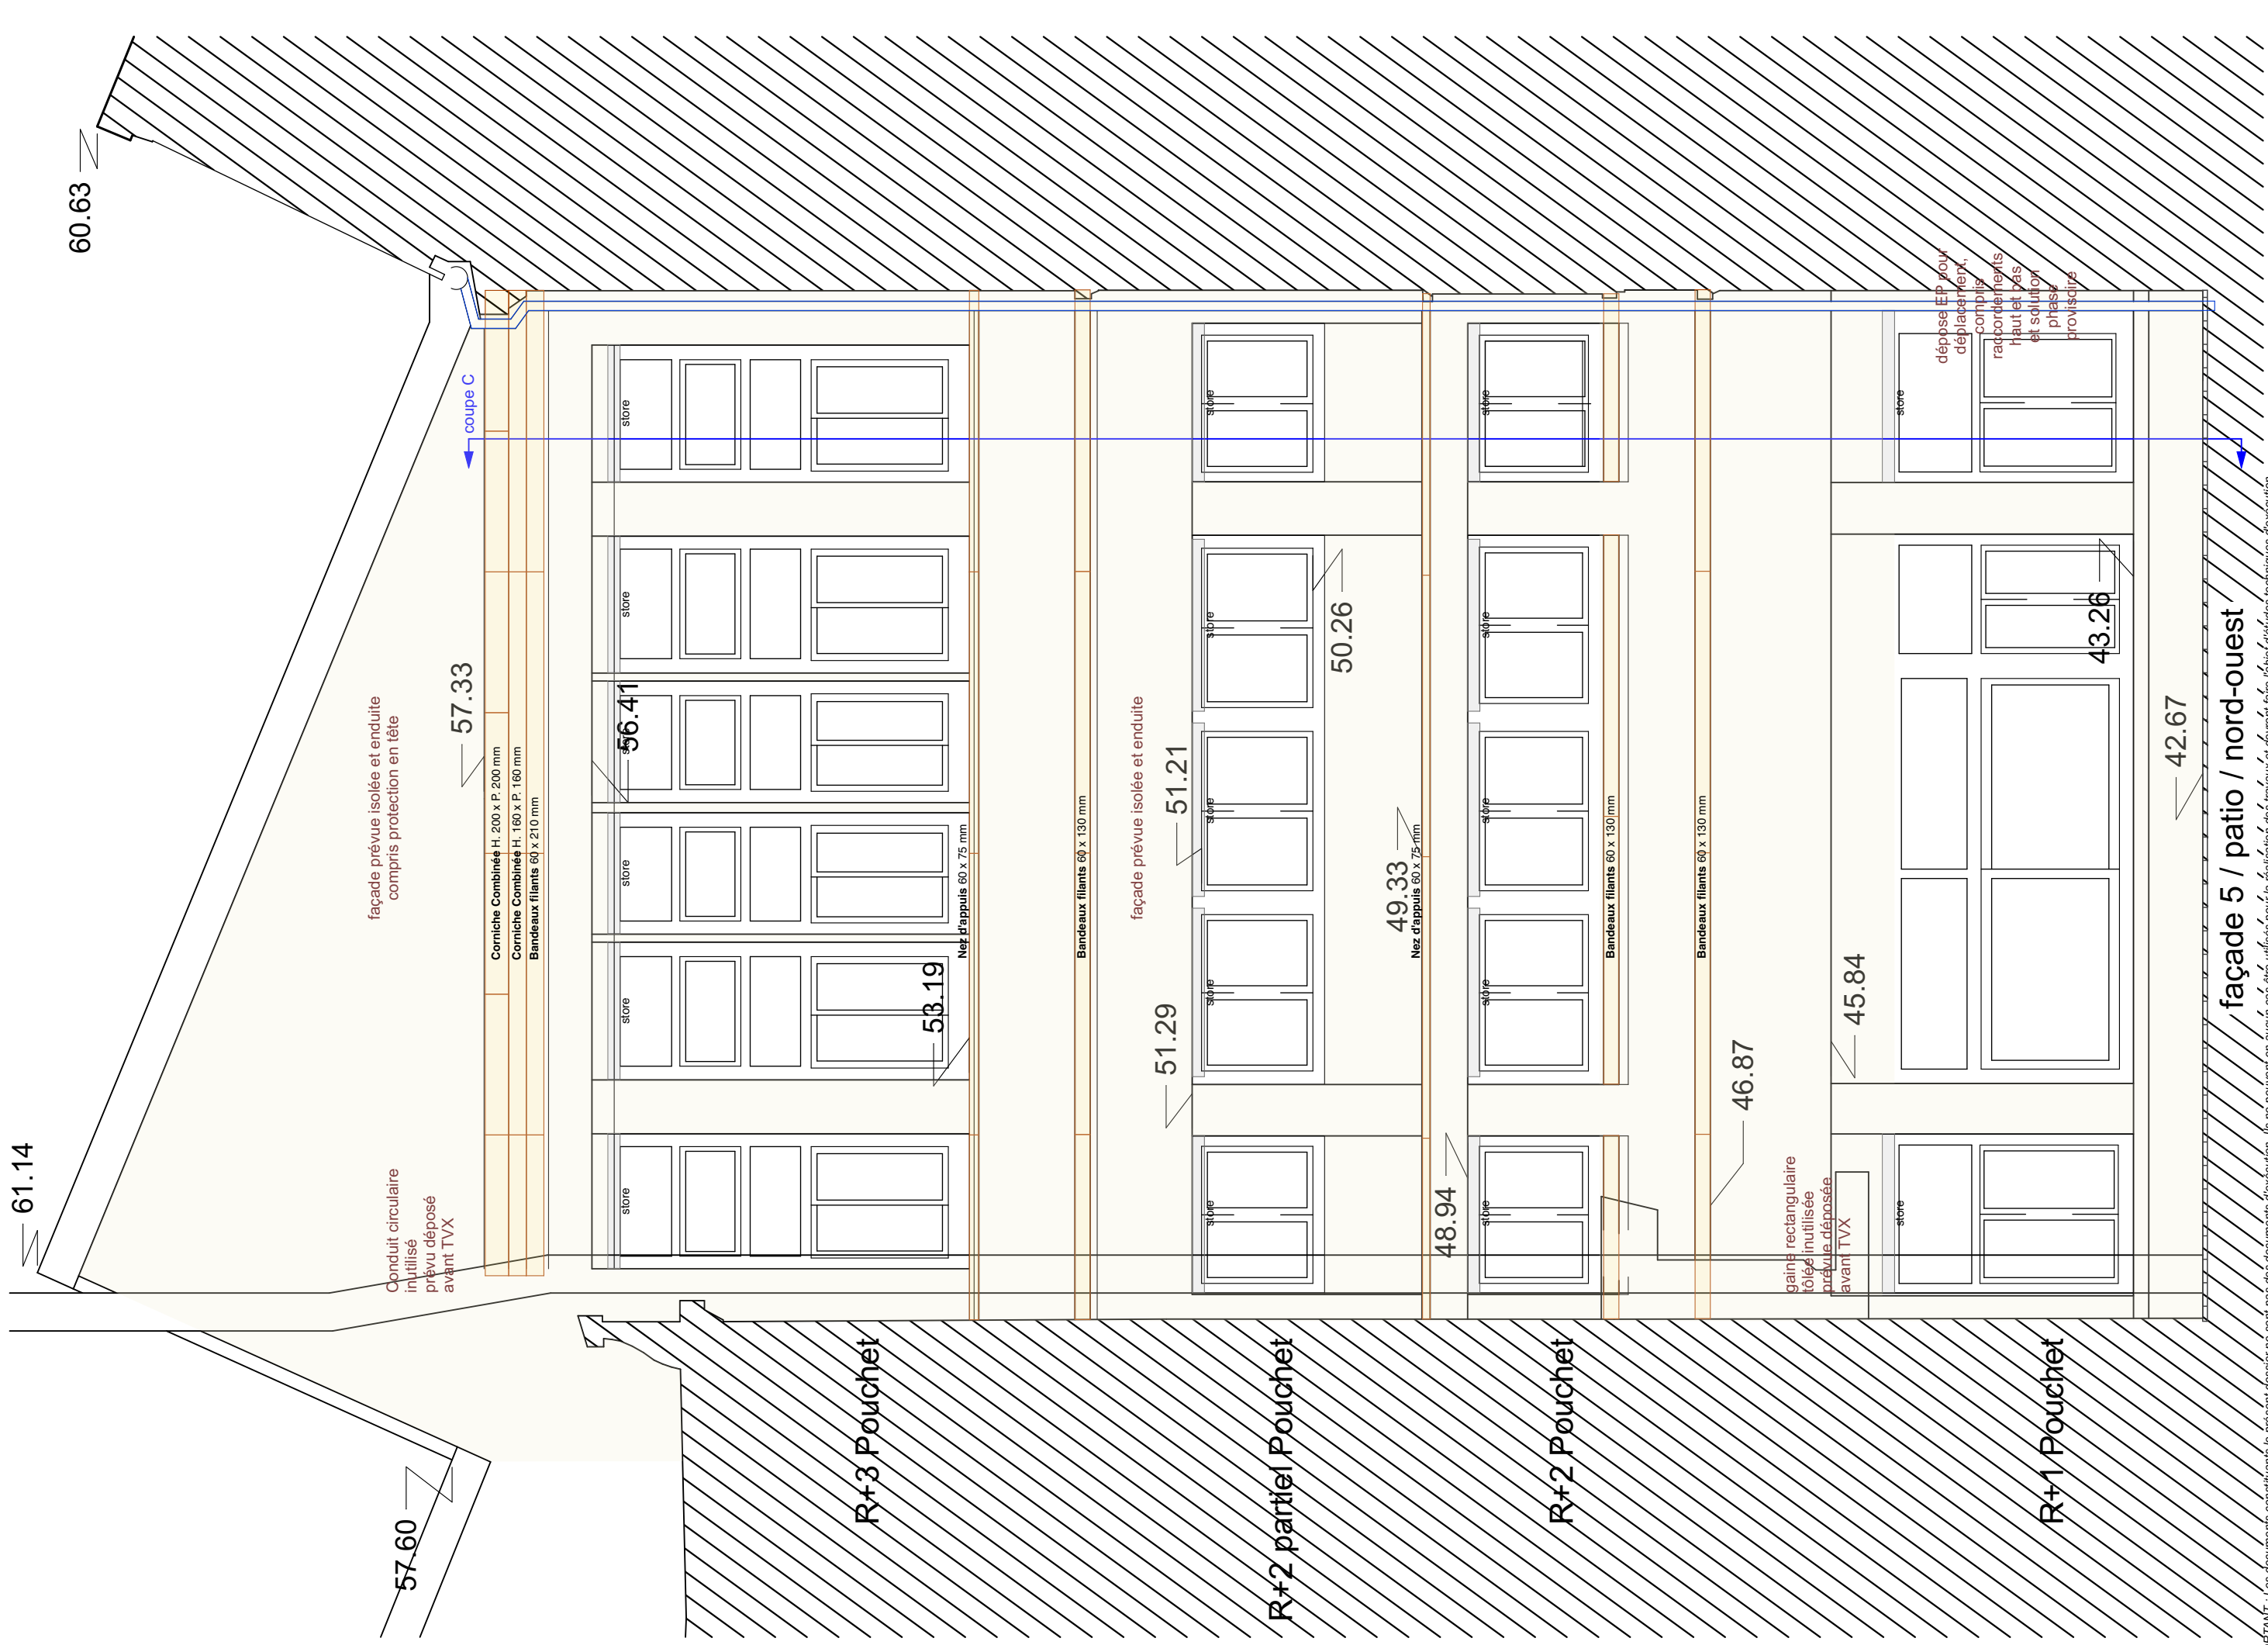 61.14
60.63
57.60
façade prévue isolée et enduite
compris protection en tête
Conduit circulaire
inutilisé
prévu déposé
avant TVX
57.33
coupe C
Corniche Combinée H. 200 x P. 200 mm
Corniche Combinée H. 160 x P. 160 mm
Bandeaux filants 60 x 210 mm
store
store
store
store
store
store
56.41
R+3 Pouchet
53.19
Nez d'appuis 60 x 75 mm
Bandeaux filants 60 x 130 mm
façade prévue isolée et enduite
51.29
51.21
store
store
store
store
store
R+2 partiel Pouchet
50.26
49.33
Nez d'appuis 60 x 75 mm
48.94
store
store
store
store
store
R+2 Pouchet
Bandeaux filants 60 x 130 mm
Bandeaux filants 60 x 130 mm
46.87
gaine rectangulaire
tôlée inutilisée
prévue déposée
avant TVX
45.84
store
store
dépose EP pour
déplacement,
compris
raccordements
haut et bas
et solution
phase
provisoire
R+1 Pouchet
43.26
42.67
façade 5 / patio / nord-ouest